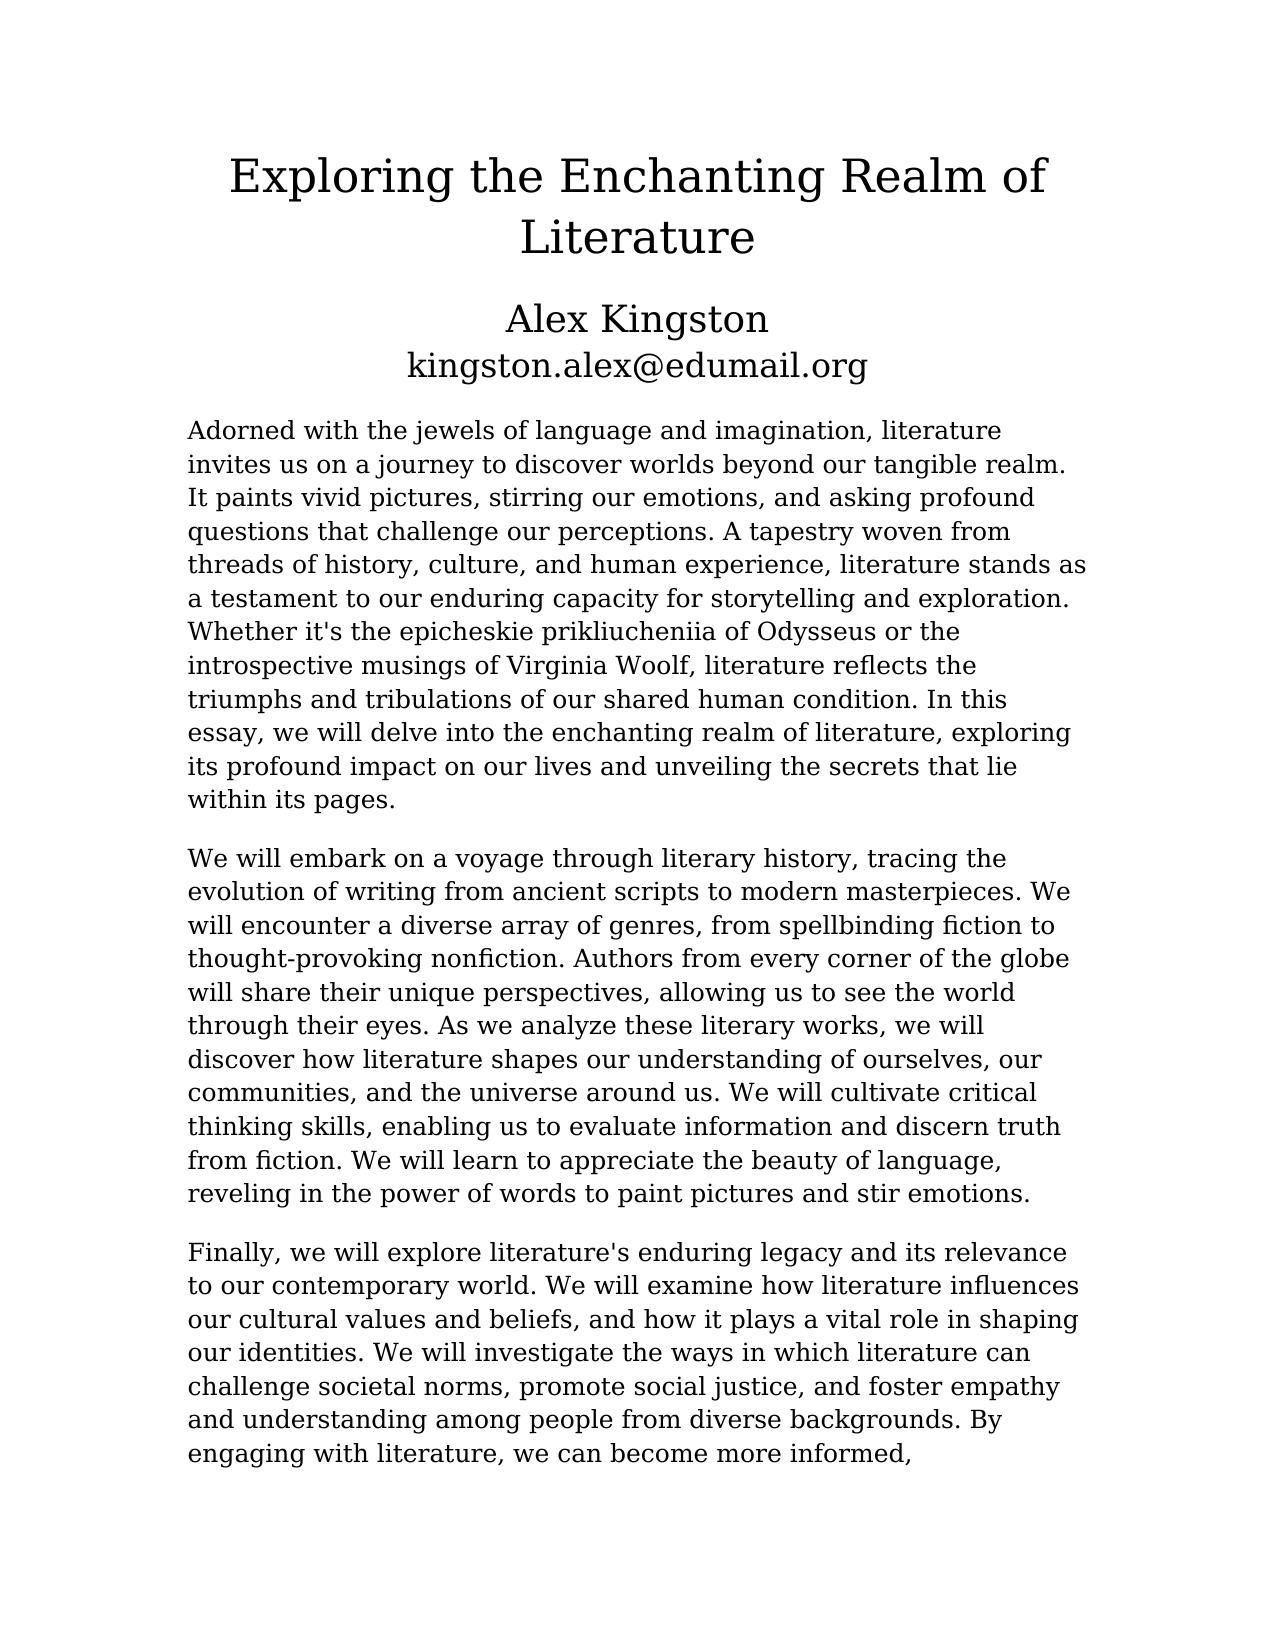 Exploring the Enchanting Realm of
Literature
Alex Kingston
kingston.alex@edumail.org
Adorned with the jewels of language and imagination, literature
invites us on a journey to discover worlds beyond our tangible realm.
It paints vivid pictures, stirring our emotions, and asking profound
questions that challenge our perceptions. A tapestry woven from
threads of history, culture, and human experience, literature stands as
a testament to our enduring capacity for storytelling and exploration.
Whether it's the epicheskie prikliucheniia of Odysseus or the
introspective musings of Virginia Woolf, literature reflects the
triumphs and tribulations of our shared human condition. In this
essay, we will delve into the enchanting realm of literature, exploring
its profound impact on our lives and unveiling the secrets that lie
within its pages.
We will embark on a voyage through literary history, tracing the
evolution of writing from ancient scripts to modern masterpieces. We
will encounter a diverse array of genres, from spellbinding fiction to
thought-provoking nonfiction. Authors from every corner of the globe
will share their unique perspectives, allowing us to see the world
through their eyes. As we analyze these literary works, we will
discover how literature shapes our understanding of ourselves, our
communities, and the universe around us. We will cultivate critical
thinking skills, enabling us to evaluate information and discern truth
from fiction. We will learn to appreciate the beauty of language,
reveling in the power of words to paint pictures and stir emotions.
Finally, we will explore literature's enduring legacy and its relevance
to our contemporary world. We will examine how literature influences
our cultural values and beliefs, and how it plays a vital role in shaping
our identities. We will investigate the ways in which literature can
challenge societal norms, promote social justice, and foster empathy
and understanding among people from diverse backgrounds. By
engaging with literature, we can become more informed,